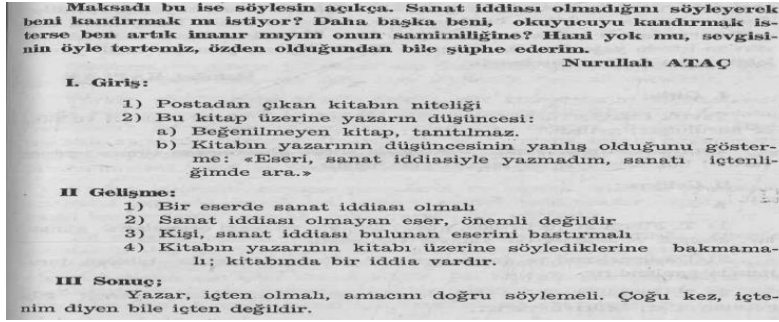 Maksadı bu ise söylesin açıkça. Sanat iddiası olmadığını söyleyerek
beni kandırmak mı istiyor? Daha başka beni, okuyucuyu kandırmak is-
terse ben artık inanır mıyım onun samimiliğine? Hani yok mu, sevgisi-
nin öyle tertemiz, özden olduğundan bile şüphe ederim.
Nurullah ATAÇ
I. Giriş:
1) Postadan çıkan kitabın niteliği
2) Bu kitap üzerine yazarın düşüncesi:
a) Beğenilmeyen kitap, tanıtılmaz.
b) Kitabın yazarının düşüncesinin yanlış olduğunu göster-
me: «Eseri, sanat iddiasiyle yazmadım, sanatı içtenli-
ğimde ara.»
II Gelişme:
1) Bir eserde sanat iddiası olmalı
2) Sanat iddiası olmayan eser, önemli değildir
3) Kişi, sanat iddiası bulunan eserini bastırmalı
4) Kitabın yazarının kitabı üzerine söylediklerine bakmama-
lı; kitabında bir iddia vardır.
III Sonuç;
Yazar, içten olmalı, amacını doğru söylemeli. Çoğu kez, içte-
nim diyen bile içten değildir.